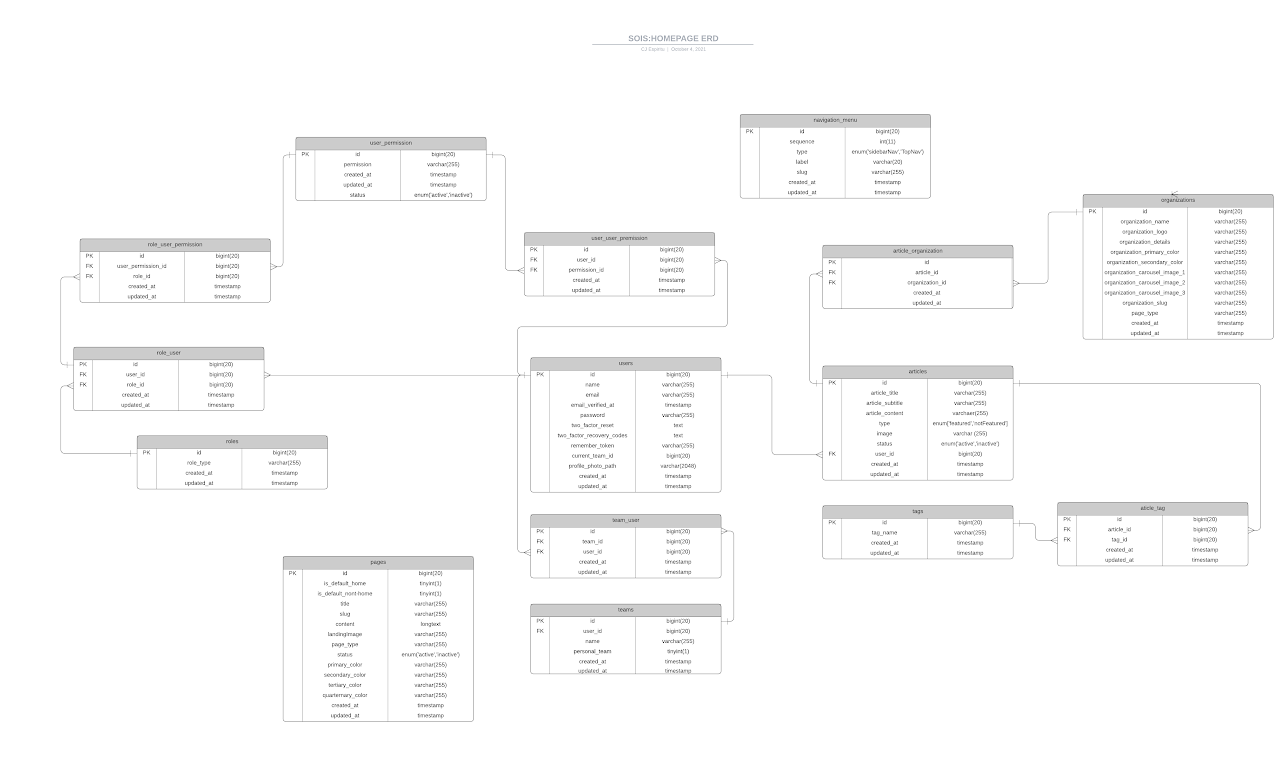 SOIS:HOMEPAGE ERD
CJ Espiritu | October 4, 2021
navigation_menu
PK id bigint(20)
sequence int(11)
type enum('sidebarNav','TopNav')
label varchar(20)
slug varchar(255)
created_at timestamp
updated_at timestamp
user_permission
PK id bigint(20)
permission varchar(255)
created_at timestamp
updated_at timestamp
status enum('active','inactive')
organizations
PK id bigint(20)
organization_name varchar(255)
organization_logo varchar(255)
organization_details varchar(255)
organization_primary_color varchar(255)
organization_secondary_color varchar(255)
organization_carousel_image_1 varchar(255)
organization_carousel_image_2 varchar(255)
organization_carousel_image_3 varchar(255)
organization_slug varchar(255)
page_type varchar(255)
created_at timestamp
updated_at timestamp
role_user_permission
PK id bigint(20)
FK user_permission_id bigint(20)
FK role_id bigint(20)
created_at timestamp
updated_at timestamp
user_user_premission
PK id bigint(20)
FK user_id bigint(20)
FK permission_id bigint(20)
created_at timestamp
updated_at timestamp
article_organization
PK id
FK article_id
FK organization_id
created_at
updated_at
role_user
PK id bigint(20)
FK user_id bigint(20)
FK role_id bigint(20)
created_at timestamp
updated_at timestamp
users
PK id bigint(20)
name varchar(255)
email varchar(255)
email_verified_at timestamp
password varchar(255)
two_factor_reset text
two_factor_recovery_codes text
remember_token varchar(255)
current_team_id bigint(20)
profile_photo_path varchar(2048)
created_at timestamp
updated_at timestamp
articles
PK id bigint(20)
article_title varchar(255)
article_subtitle varchar(255)
article_content varchaer(255)
type enum['featured','notFeatured']
image varchar (255)
status enum('active','inactive')
FK user_id bigint(20)
created_at timestamp
updated_at timestamp
roles
PK id bigint(20)
role_type varchar(255)
created_at timestamp
updated_at timestamp
tags
PK id bigint(20)
tag_name varchar(255)
created_at timestamp
updated_at timestamp
aticle_tag
PK id bigint(20)
FK article_id bigint(20)
FK tag_id bigint(20)
created_at timestamp
updated_at timestamp
team_user
PK id bigint(20)
FK team_id bigint(20)
FK user_id bigint(20)
created_at timestamp
updated_at timestamp
pages
PK id bigint(20)
is_default_home tinyint(1)
is_default_nont-home tinyint(1)
title varchar(255)
slug varchar(255)
content longtext
landingImage varchar(255)
page_type varchar(255)
status enum('active','inactive')
primary_color varchar(255)
secondary_color varchar(255)
tertiary_color varchar(255)
quarternary_color varchar(255)
created_at timestamp
updated_at timestamp
teams
PK id bigint(20)
FK user_id bigint(20)
name varchar(255)
personal_team tinyint(1)
created_at timestamp
updated_at timestamp